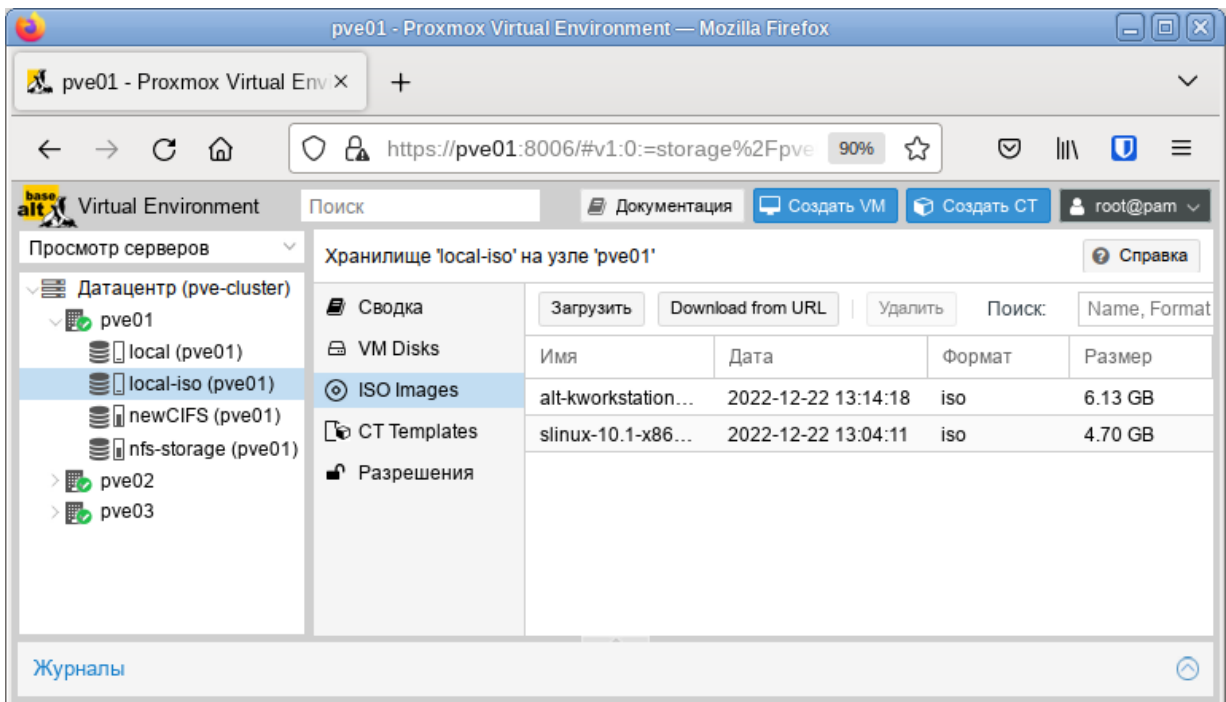 pve01 - Proxmox Virtual Environment — Mozilla Firefox
pve01 - Proxmox Virtual Env
https://pve01:8006/#v1:0:=storage%2Fpve 90%
base alt Virtual Environment Поиск Документация Создать VM Создать CT root@pam
Просмотр серверов
Хранилище 'local-iso' на узле 'pve01' Справка
Датацентр (pve-cluster)
pve01
local (pve01)
local-iso (pve01)
newCIFS (pve01)
nfs-storage (pve01)
pve02
pve03
Сводка
VM Disks
ISO Images
CT Templates
Разрешения
Загрузить Download from URL Удалить Поиск: Name, Format
Имя Дата Формат Размер
alt-kworkstation... 2022-12-22 13:14:18 iso 6.13 GB
slinux-10.1-x86... 2022-12-22 13:04:11 iso 4.70 GB
Журналы